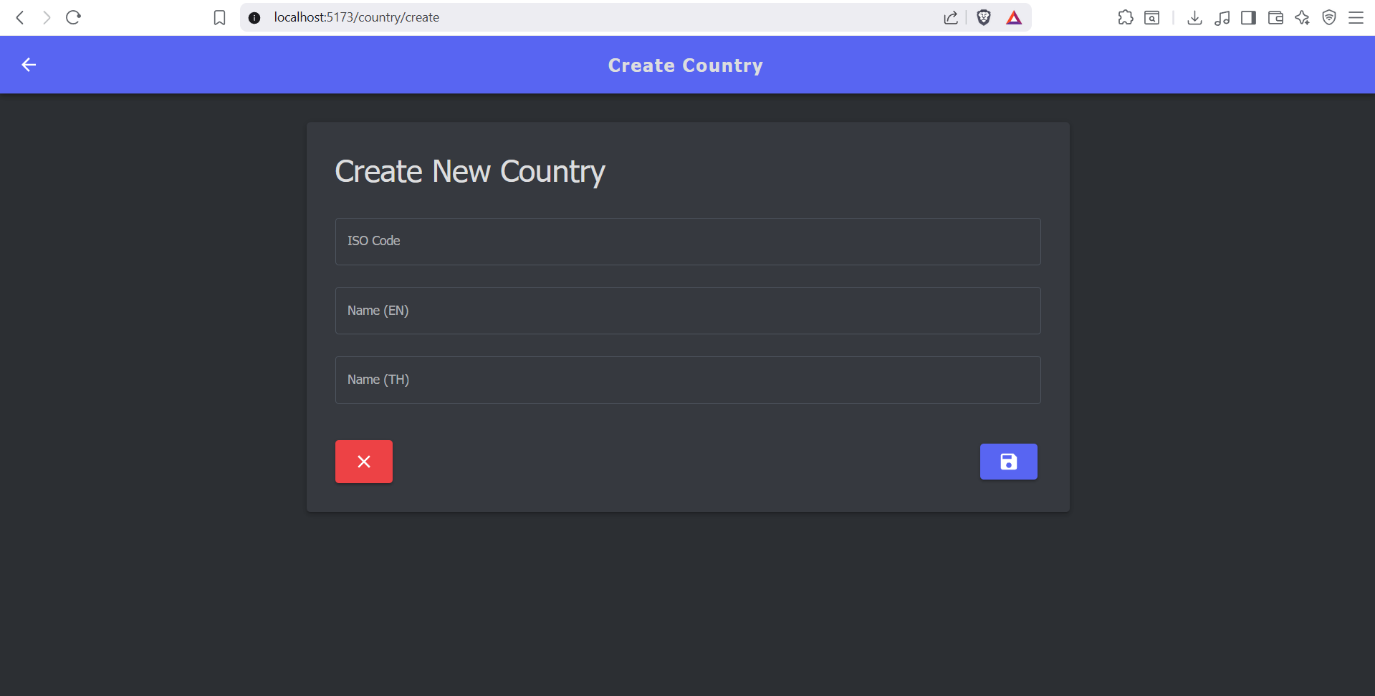 localhost:5173/country/create
Create Country
Create New Country
ISO Code
Name (EN)
Name (TH)